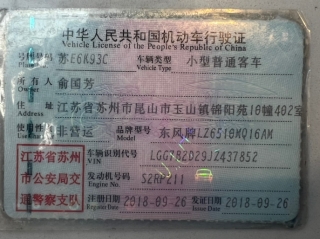 中华人民共和国机动车行驶证
Vehicle License of the People's Republic of China
号牌号码 苏E6K93C 车辆类型 小型普通客车
Vehicle Type
所有人 俞国芳
Owner
住址 江苏省苏州市昆山市玉山镇锦阳苑10幢402室
Address
使用性质 非营运 品牌型号 东风牌LZ6510MQ16AM
Model
江苏省苏州市公安局交通警察支队
车辆识别代号 LGG7B2D29JZ437852
VIN
发动机号码
Engine No.
注册日期 2018-09-26 发证日期 2018-09-26
Register Date Issue Date